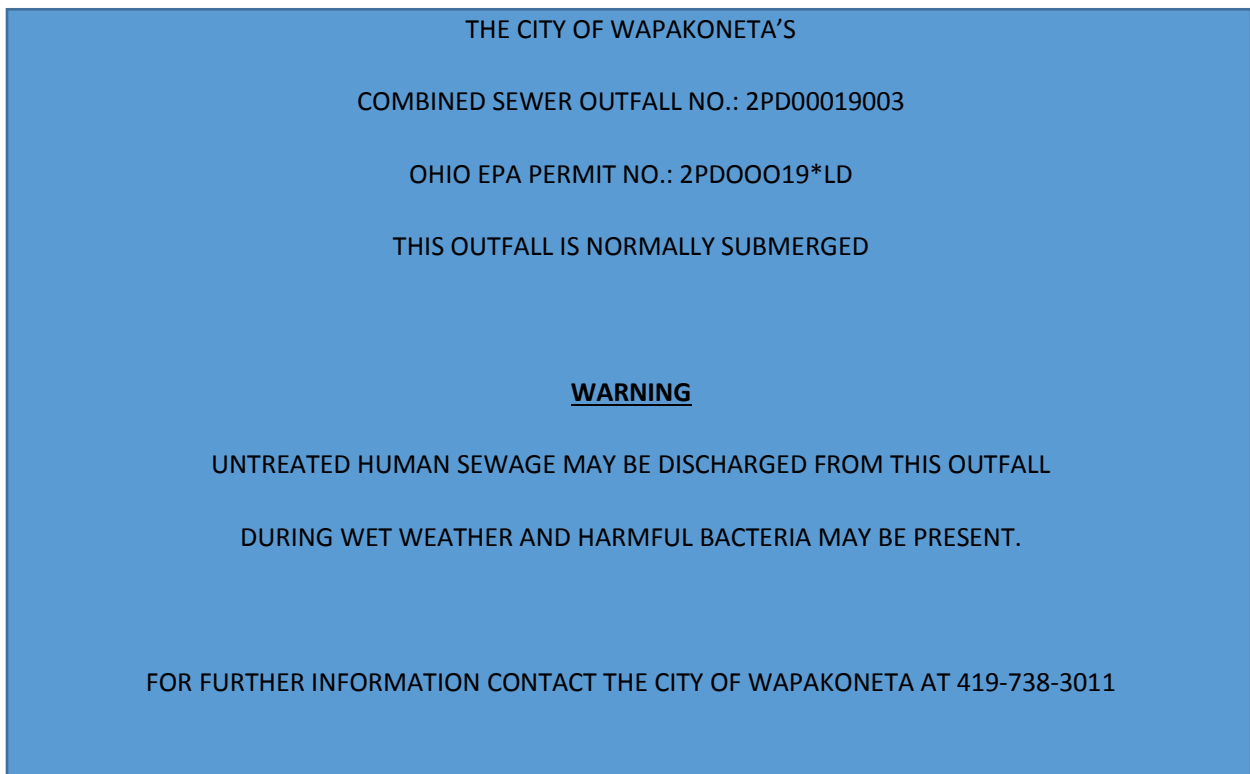 THE CITY OF WAPAKONETA’S
COMBINED SEWER OUTFALL NO.: 2PD00019003
OHIO EPA PERMIT NO.: 2PDOOO19*LD
THIS OUTFALL IS NORMALLY SUBMERGED
WARNING
UNTREATED HUMAN SEWAGE MAY BE DISCHARGED FROM THIS OUTFALL
DURING WET WEATHER AND HARMFUL BACTERIA MAY BE PRESENT.
FOR FURTHER INFORMATION CONTACT THE CITY OF WAPAKONETA AT 419-738-3011